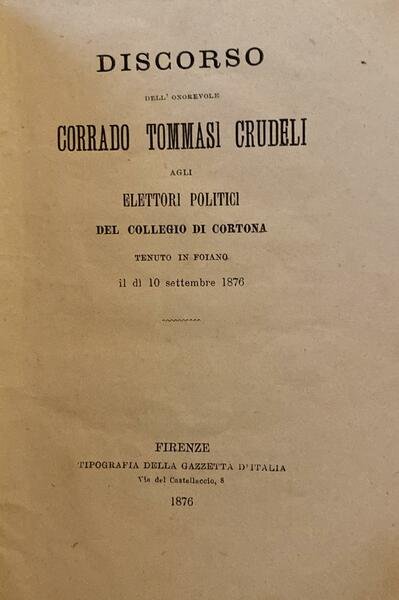 DISCORSO
DELL' ONOREVOLE
CORRADO TOMMASI CRUDELI
AGLI
ELETTORI POLITICI
DEL COLLEGIO DI CORTONA
TENUTO IN FOIANO
il dì 10 settembre 1876
FIRENZE
TIPOGRAFIA DELLA GAZZETTA D'ITALIA
Via del Castellaccio, 8
1876